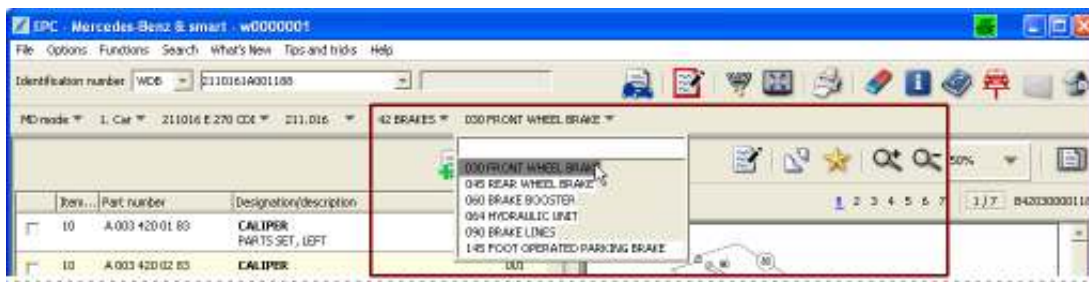 EPC - Mercedes-Benz & smart - w0000001
File Options Functions Search What's New Tips and tricks Help
Identification number WDB 2110161A001188
MD mode 1. Car 211016 E 270 CDI 211.016 42 BRAKES 030 FRONT WHEEL BRAKE
030 FRONT WHEEL BRAKE
045 REAR WHEEL BRAKE
060 BRAKE BOOSTER
064 HYDRAULIC UNIT
090 BRAKE LINES
145 FOOT OPERATED PARKING BRAKE
50%
1 2 3 4 5 6 7 1/7
Item... Part number Designation/description
10 A 003 420 01 83 CALIPER
PARTS SET, LEFT
10 A 003 420 02 83 CALIPER 001
80